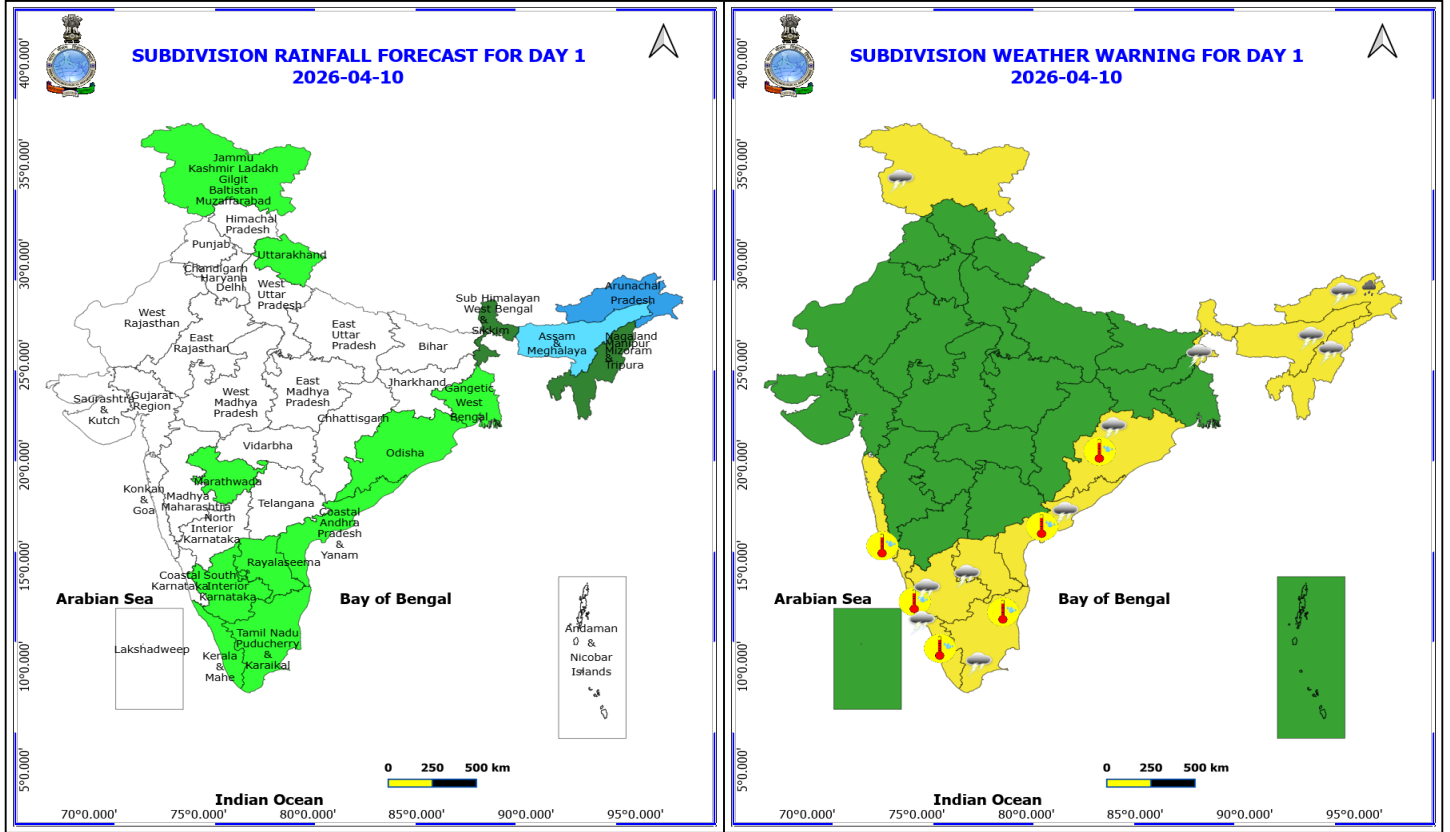 SUBDIVISION RAINFALL FORECAST FOR DAY 1
2026-04-10
40°0.000'
35°0.000'
30°0.000'
25°0.000'
20°0.000'
15°0.000'
10°0.000'
5°0.000'
Jammu
Kashmir Ladakh
Gilgit
Baltistan
Muzaffarabad
Himachal
Pradesh
Punjab
Uttarakhand
Chandigarh
Haryana
Delhi
West
Uttar
Pradesh
Arunachal
Pradesh
Sub Himalayan
West Bengal
&
Sikkim
West
Rajasthan
East
Rajasthan
East
Uttar
Pradesh
Bihar
Assam
&
Meghalaya
Nagaland
Manipur
Mizoram
&
Tripura
Saurashtra
&
Kutch
Gujarat
Region
West
Madhya
Pradesh
East
Madhya
Pradesh
Jharkhand
Gangetic
West
Bengal
Chhattisgarh
Vidarbha
Odisha
Konkan
&
Goa
Marathwada
Madhya
Maharashtra
Telangana
North
Interior
Karnataka
Coastal
Andhra
Pradesh
&
Yanam
Rayalaseema
Coastal
Karnataka
South
Interior
Karnataka
Arabian Sea
Bay of Bengal
Lakshadweep
Kerala
&
Mahe
Tamil Nadu
Puducherry
&
Karaikal
Andaman
&
Nicobar
Islands
0 250 500 km
Indian Ocean
70°0.000' 75°0.000' 80°0.000' 85°0.000' 90°0.000' 95°0.000'
SUBDIVISION WEATHER WARNING FOR DAY 1
2026-04-10
40°0.000'
35°0.000'
30°0.000'
25°0.000'
20°0.000'
15°0.000'
10°0.000'
5°0.000'
Arabian Sea
Bay of Bengal
0 250 500 km
Indian Ocean
70°0.000' 75°0.000' 80°0.000' 85°0.000' 90°0.000' 95°0.000'